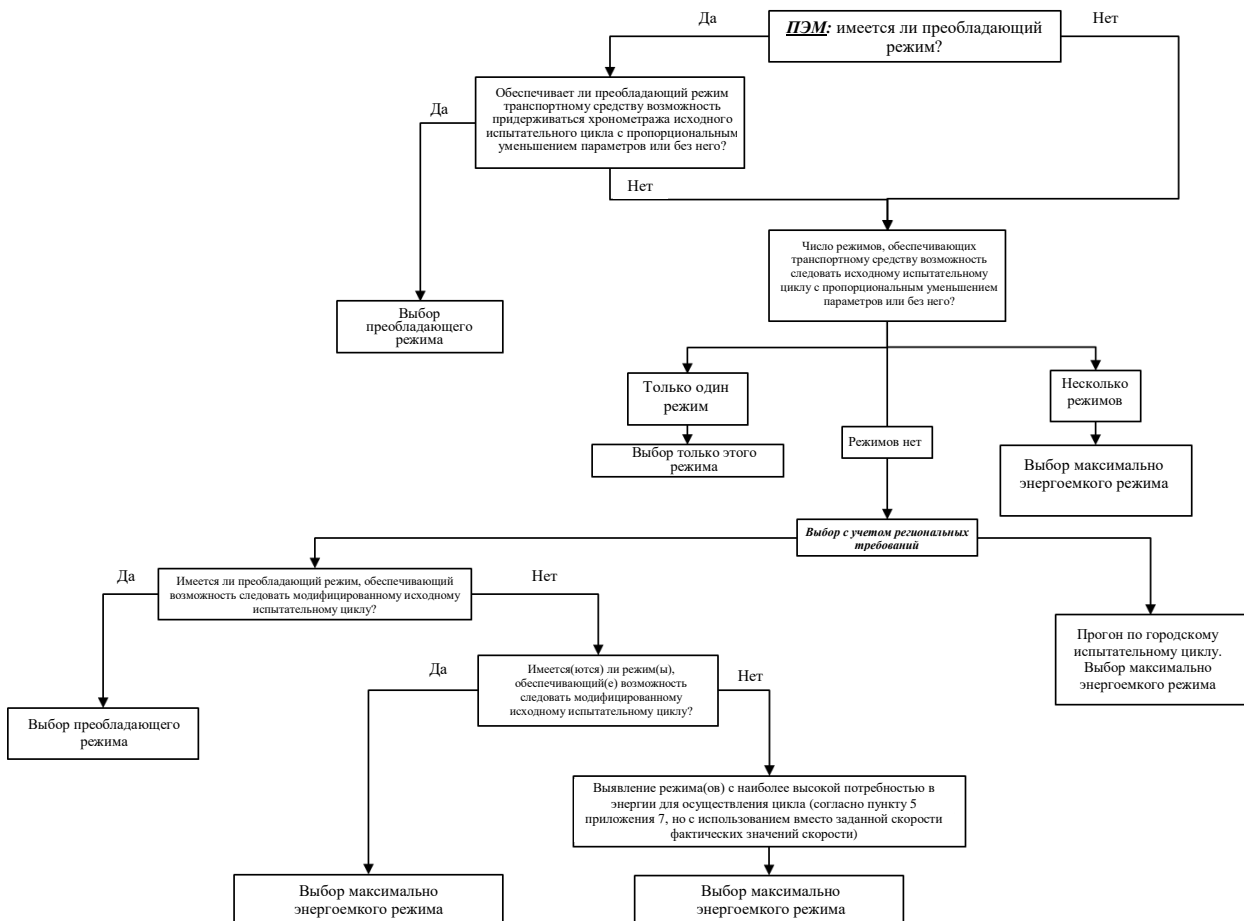 Да
ПЭМ: имеется ли преобладающий
режим?
Нет
Да
Обеспечивает ли преобладающий режим
транспортному средству возможность
придерживаться хронометража исходного
испытательного цикла с пропорциональным
уменьшением параметров или без него?
Нет
Число режимов, обеспечивающих
транспортному средству возможность
следовать исходному испытательному
циклу с пропорциональным уменьшением
параметров или без него?
Выбор
преобладающего
режима
Только один
режим
Несколько
режимов
Режимов нет
Выбор только этого
режима
Выбор максимально
энергоемкого режима
Выбор с учетом региональных
требований
Да
Имеется ли преобладающий режим, обеспечивающий
возможность следовать модифицированному исходному
испытательному циклу?
Нет
Прогон по городскому
испытательному циклу.
Выбор максимально
энергоемкого режима
Да
Имеется(ются) ли режим(ы),
обеспечивающий(е) возможность
следовать модифицированному
исходному испытательному циклу?
Нет
Выбор преобладающего
режима
Выявление режима(ов) с наиболее высокой потребностью в
энергии для осуществления цикла (согласно пункту 5
приложения 7, но с использованием вместо заданной скорости
фактических значений скорости)
Выбор максимально
энергоемкого режима
Выбор максимально
энергоемкого режима